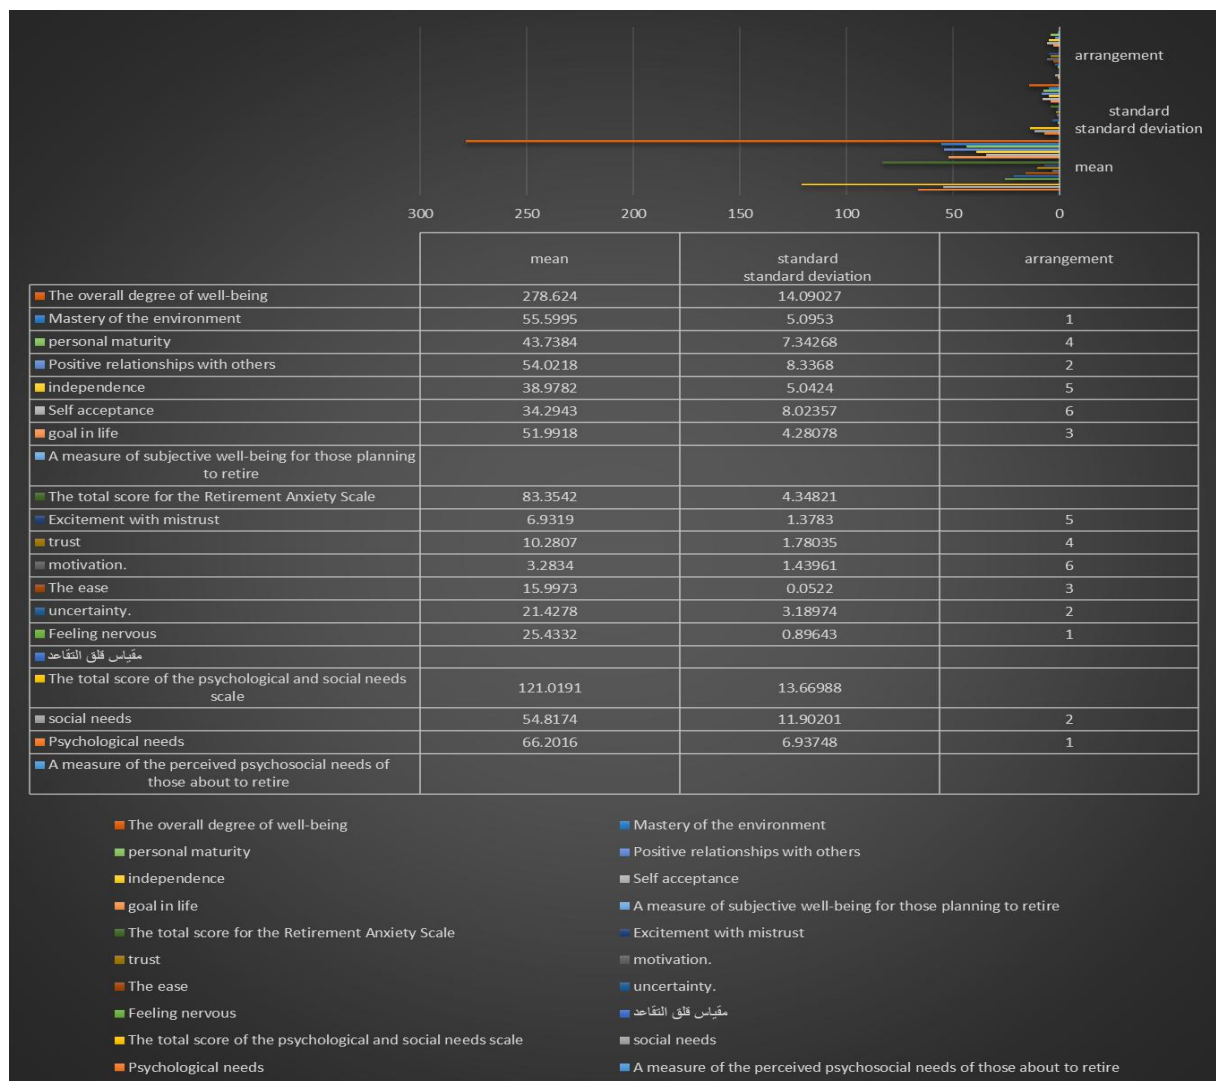 arrangement
standard
standard deviation
mean
300 250 200 150 100 50 0
mean standard arrangement
standard deviation
The overall degree of well-being 278.624 14.09027
Mastery of the environment 55.5995 5.0953 1
personal maturity 43.7384 7.34268 4
Positive relationships with others 54.0218 8.3368 2
independence 38.9782 5.0424 5
Self acceptance 34.2943 8.02357 6
goal in life 51.9918 4.28078 3
A measure of subjective well-being for those planning
to retire
The total score for the Retirement Anxiety Scale 83.3542 4.34821
Excitement with mistrust 6.9319 1.3783 5
trust 10.2807 1.78035 4
motivation. 3.2834 1.43961 6
The ease 15.9973 0.0522 3
uncertainty. 21.4278 3.18974 2
Feeling nervous 25.4332 0.89643 1
مقياس قلق التقاعد
The total score of the psychological and social needs
scale 121.0191 13.66988
social needs 54.8174 11.90201 2
Psychological needs 66.2016 6.93748 1
A measure of the perceived psychosocial needs of
those about to retire
The overall degree of well-being Mastery of the environment
personal maturity Positive relationships with others
independence Self acceptance
goal in life A measure of subjective well-being for those planning to retire
The total score for the Retirement Anxiety Scale Excitement with mistrust
trust motivation.
The ease uncertainty.
Feeling nervous مقياس قلق التقاعد
The total score of the psychological and social needs scale social needs
Psychological needs A measure of the perceived psychosocial needs of those about to retire